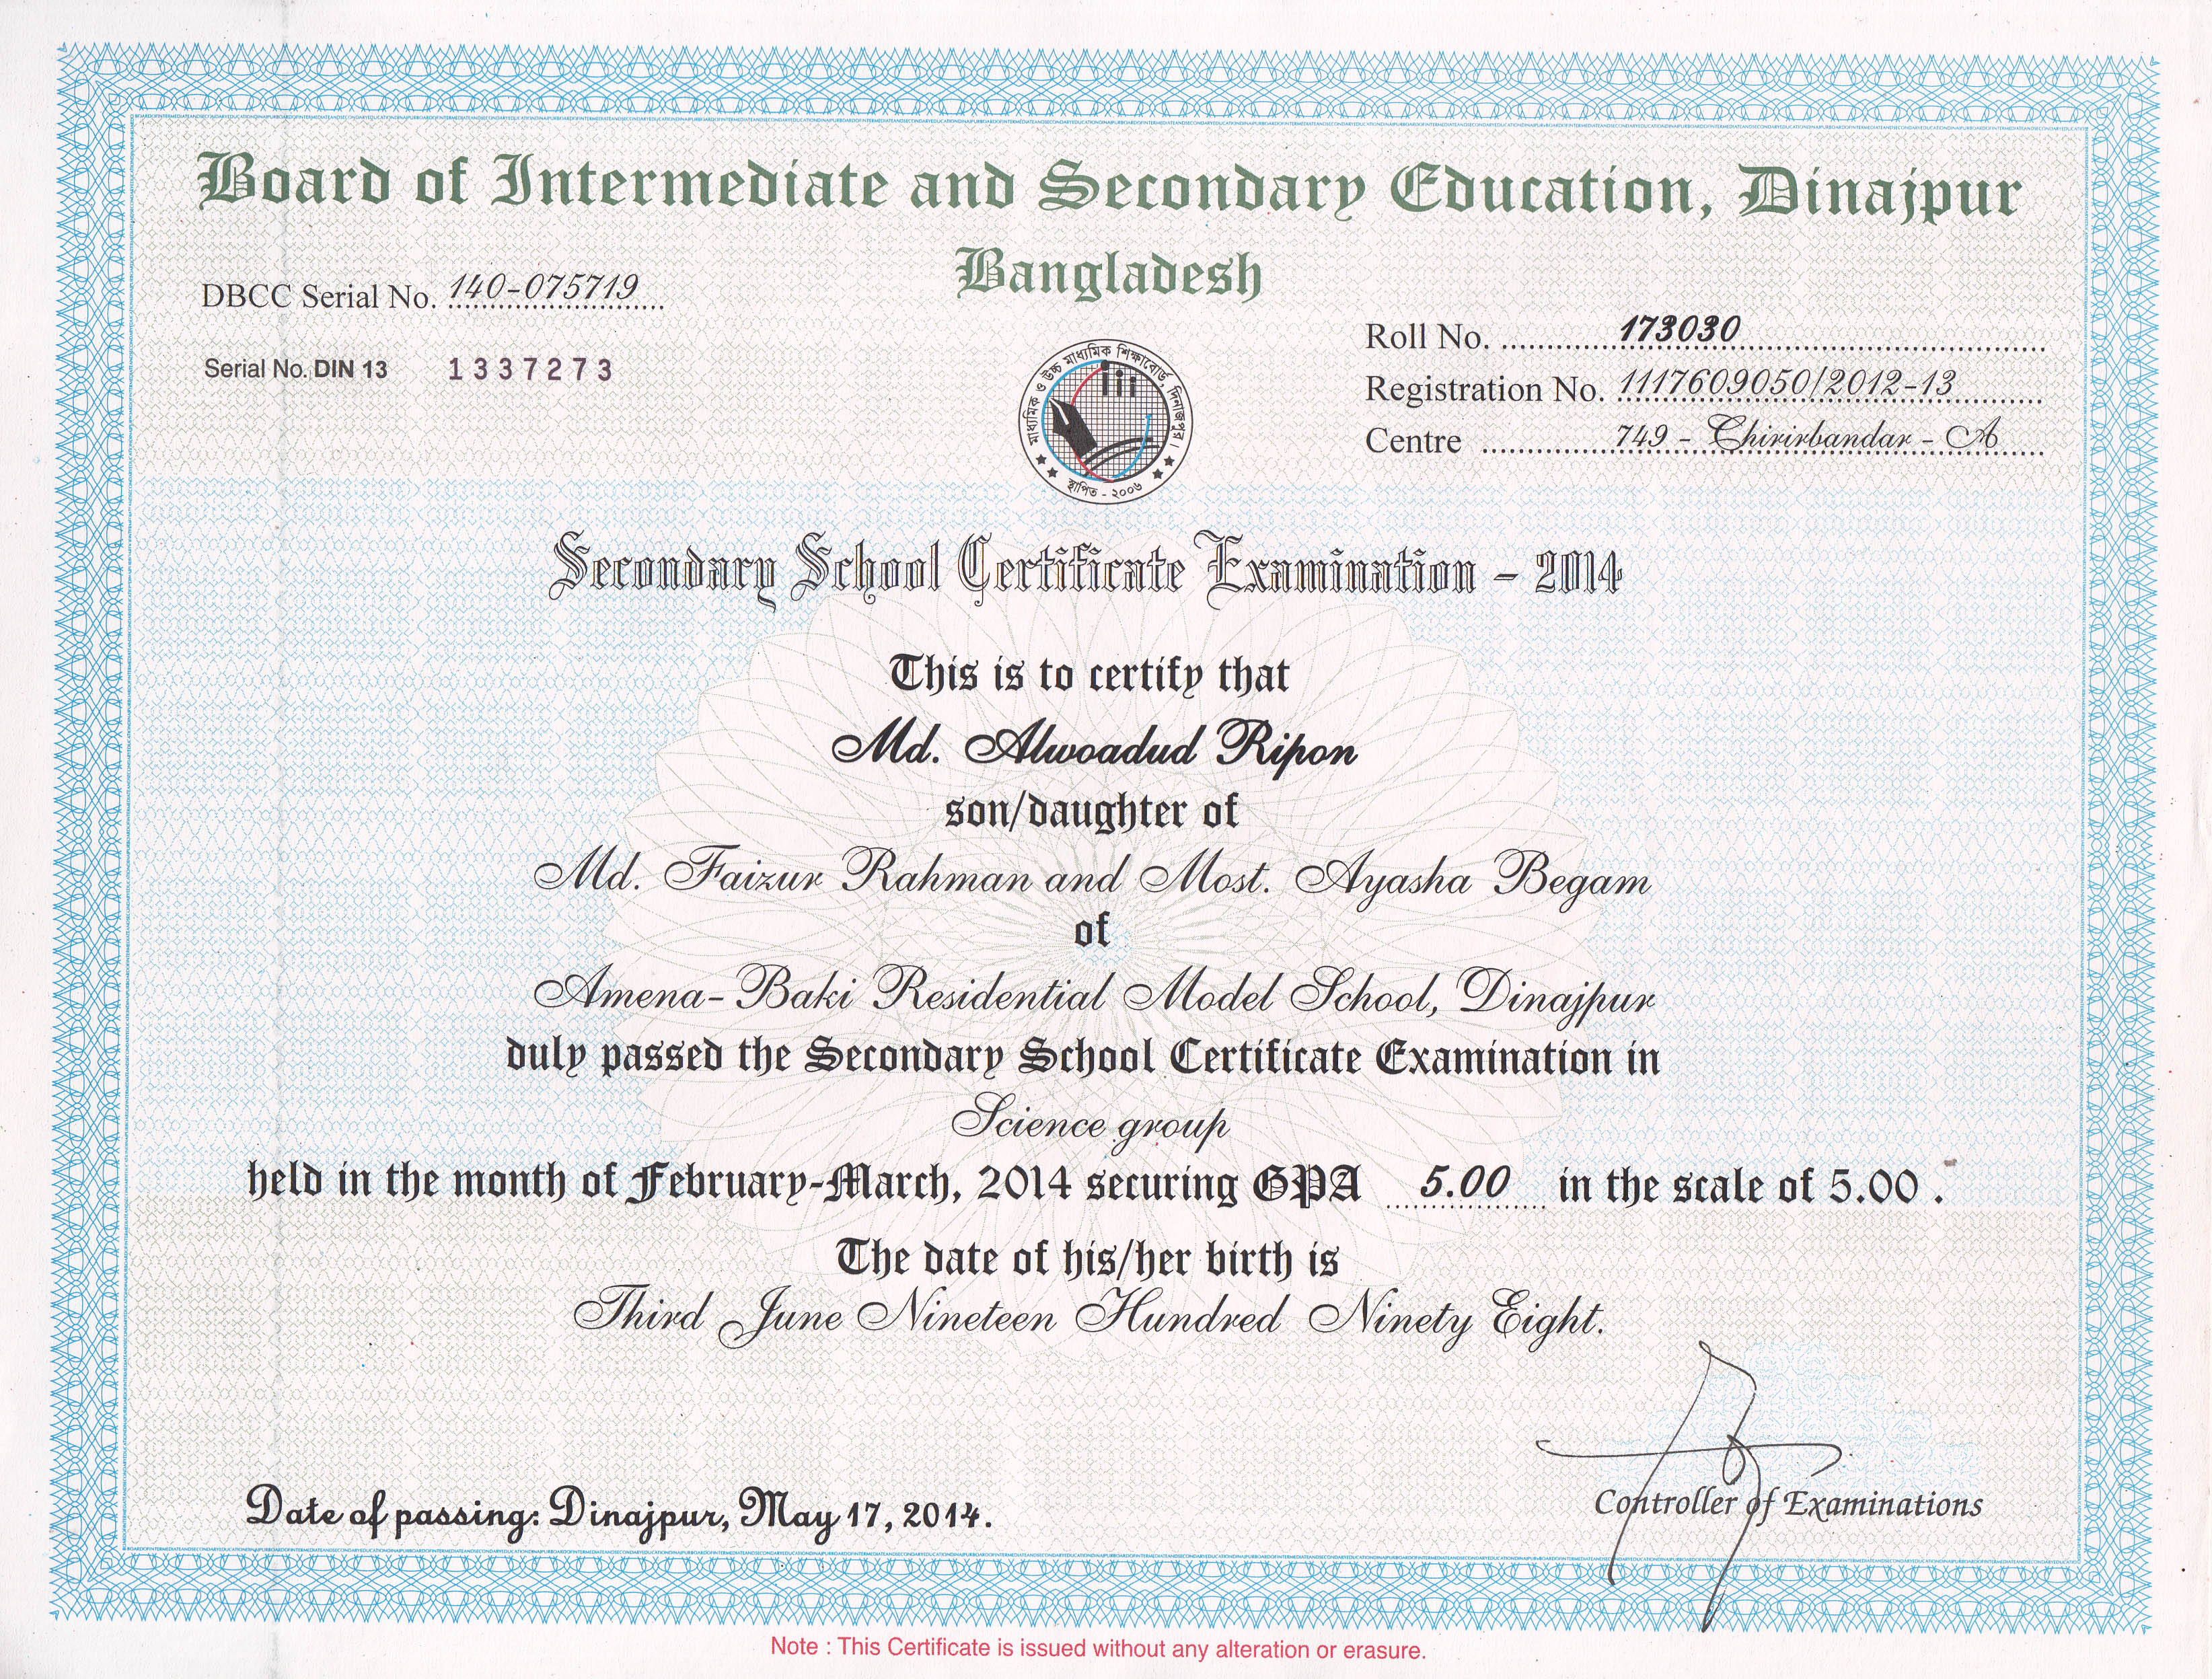 Board of Intermediate and Secondary Education, Dinajpur
Bangladesh
DBCC Serial No. 140-075719
Serial No. DIN 13 1337273
Roll No. 173030
Registration No. 1117609050/2012-13
Centre 749 - Chirirbandar - A
মাধ্যমিক ও উচ্চ মাধ্যমিক শিক্ষাবোর্ড, দিনাজপুর।
স্থাপিত - ২০০৬
Secondary School Certificate Examination - 2014
This is to certify that
Md. Alwoadud Ripon
son/daughter of
Md. Faizur Rahman and Most. Ayasha Begam
of
Amena-Baki Residential Model School, Dinajpur
duly passed the Secondary School Certificate Examination in
Science group
held in the month of February-March, 2014 securing GPA 5.00 in the scale of 5.00 .
The date of his/her birth is
Third June Nineteen Hundred Ninety Eight.
Date of passing: Dinajpur, May 17, 2014.
Controller of Examinations
Note : This Certificate is issued without any alteration or erasure.